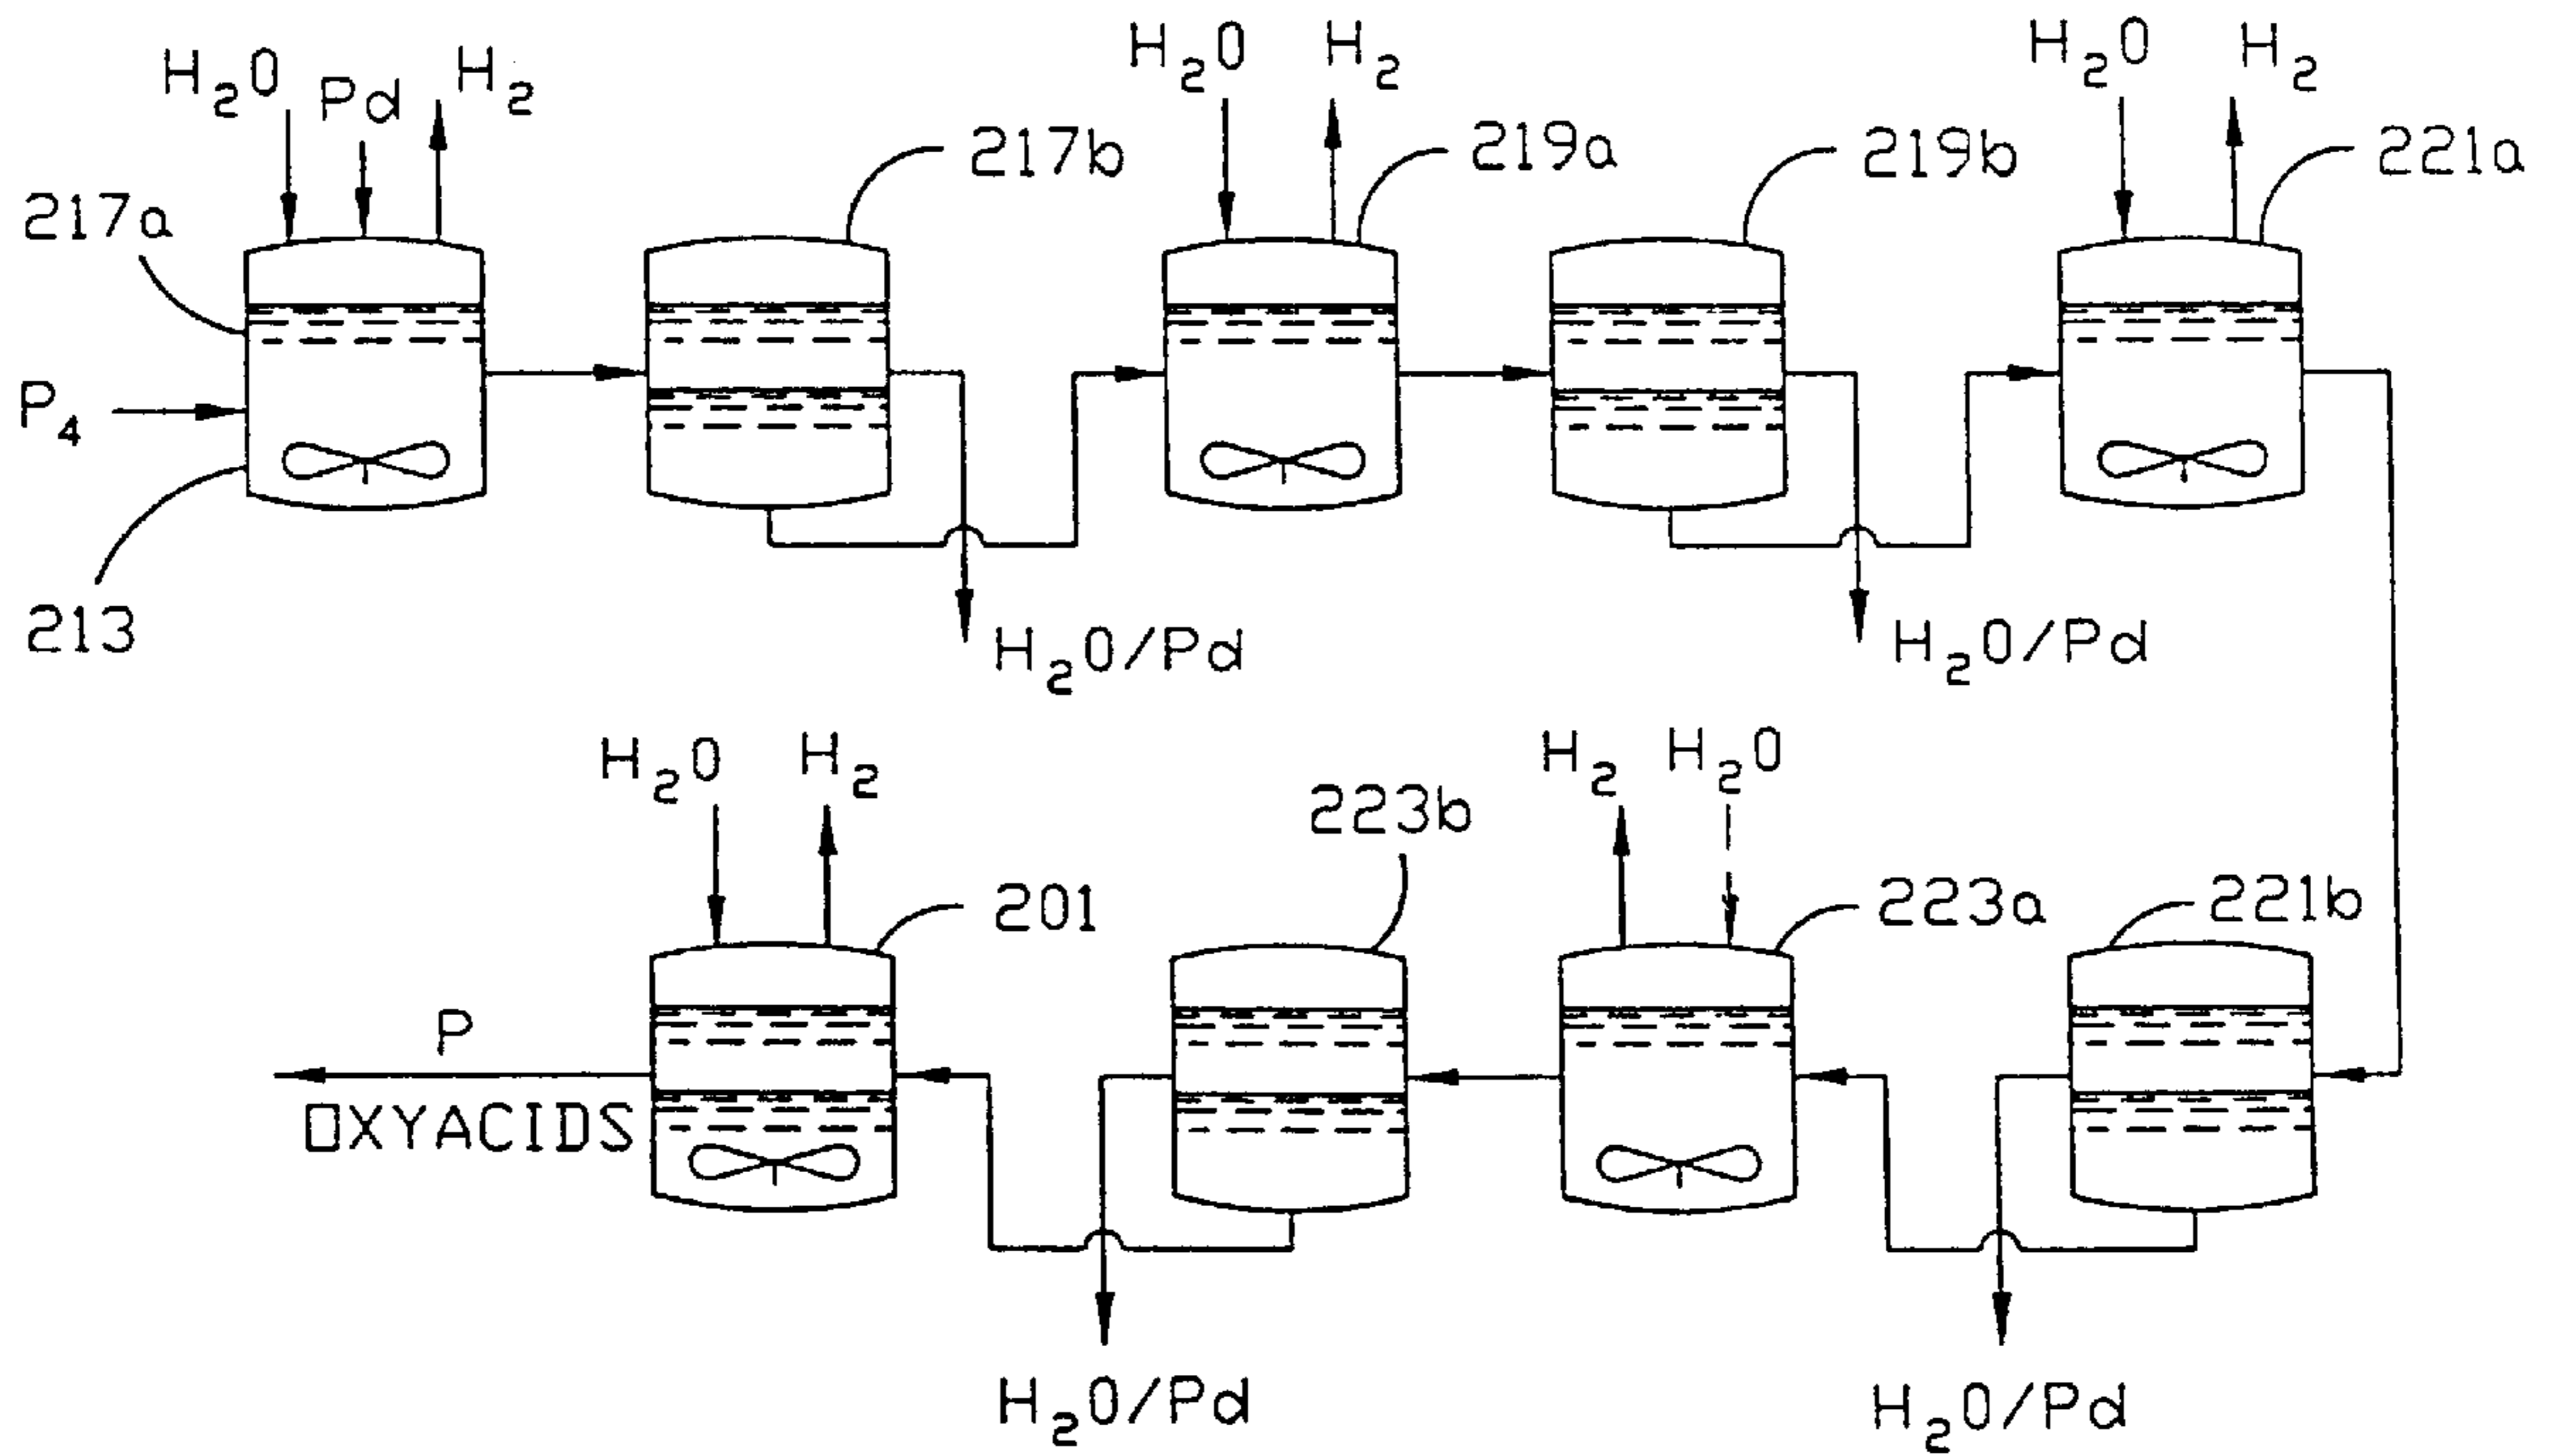 H₂O Pd H₂
H₂O H₂
H₂O H₂
217a
217b
219a
219b
221a
P₄
213
H₂O/Pd
H₂O/Pd
H₂O H₂
223b
H₂ H₂O
201
223a
221b
P
OXYACIDS
H₂O/Pd
H₂O/Pd